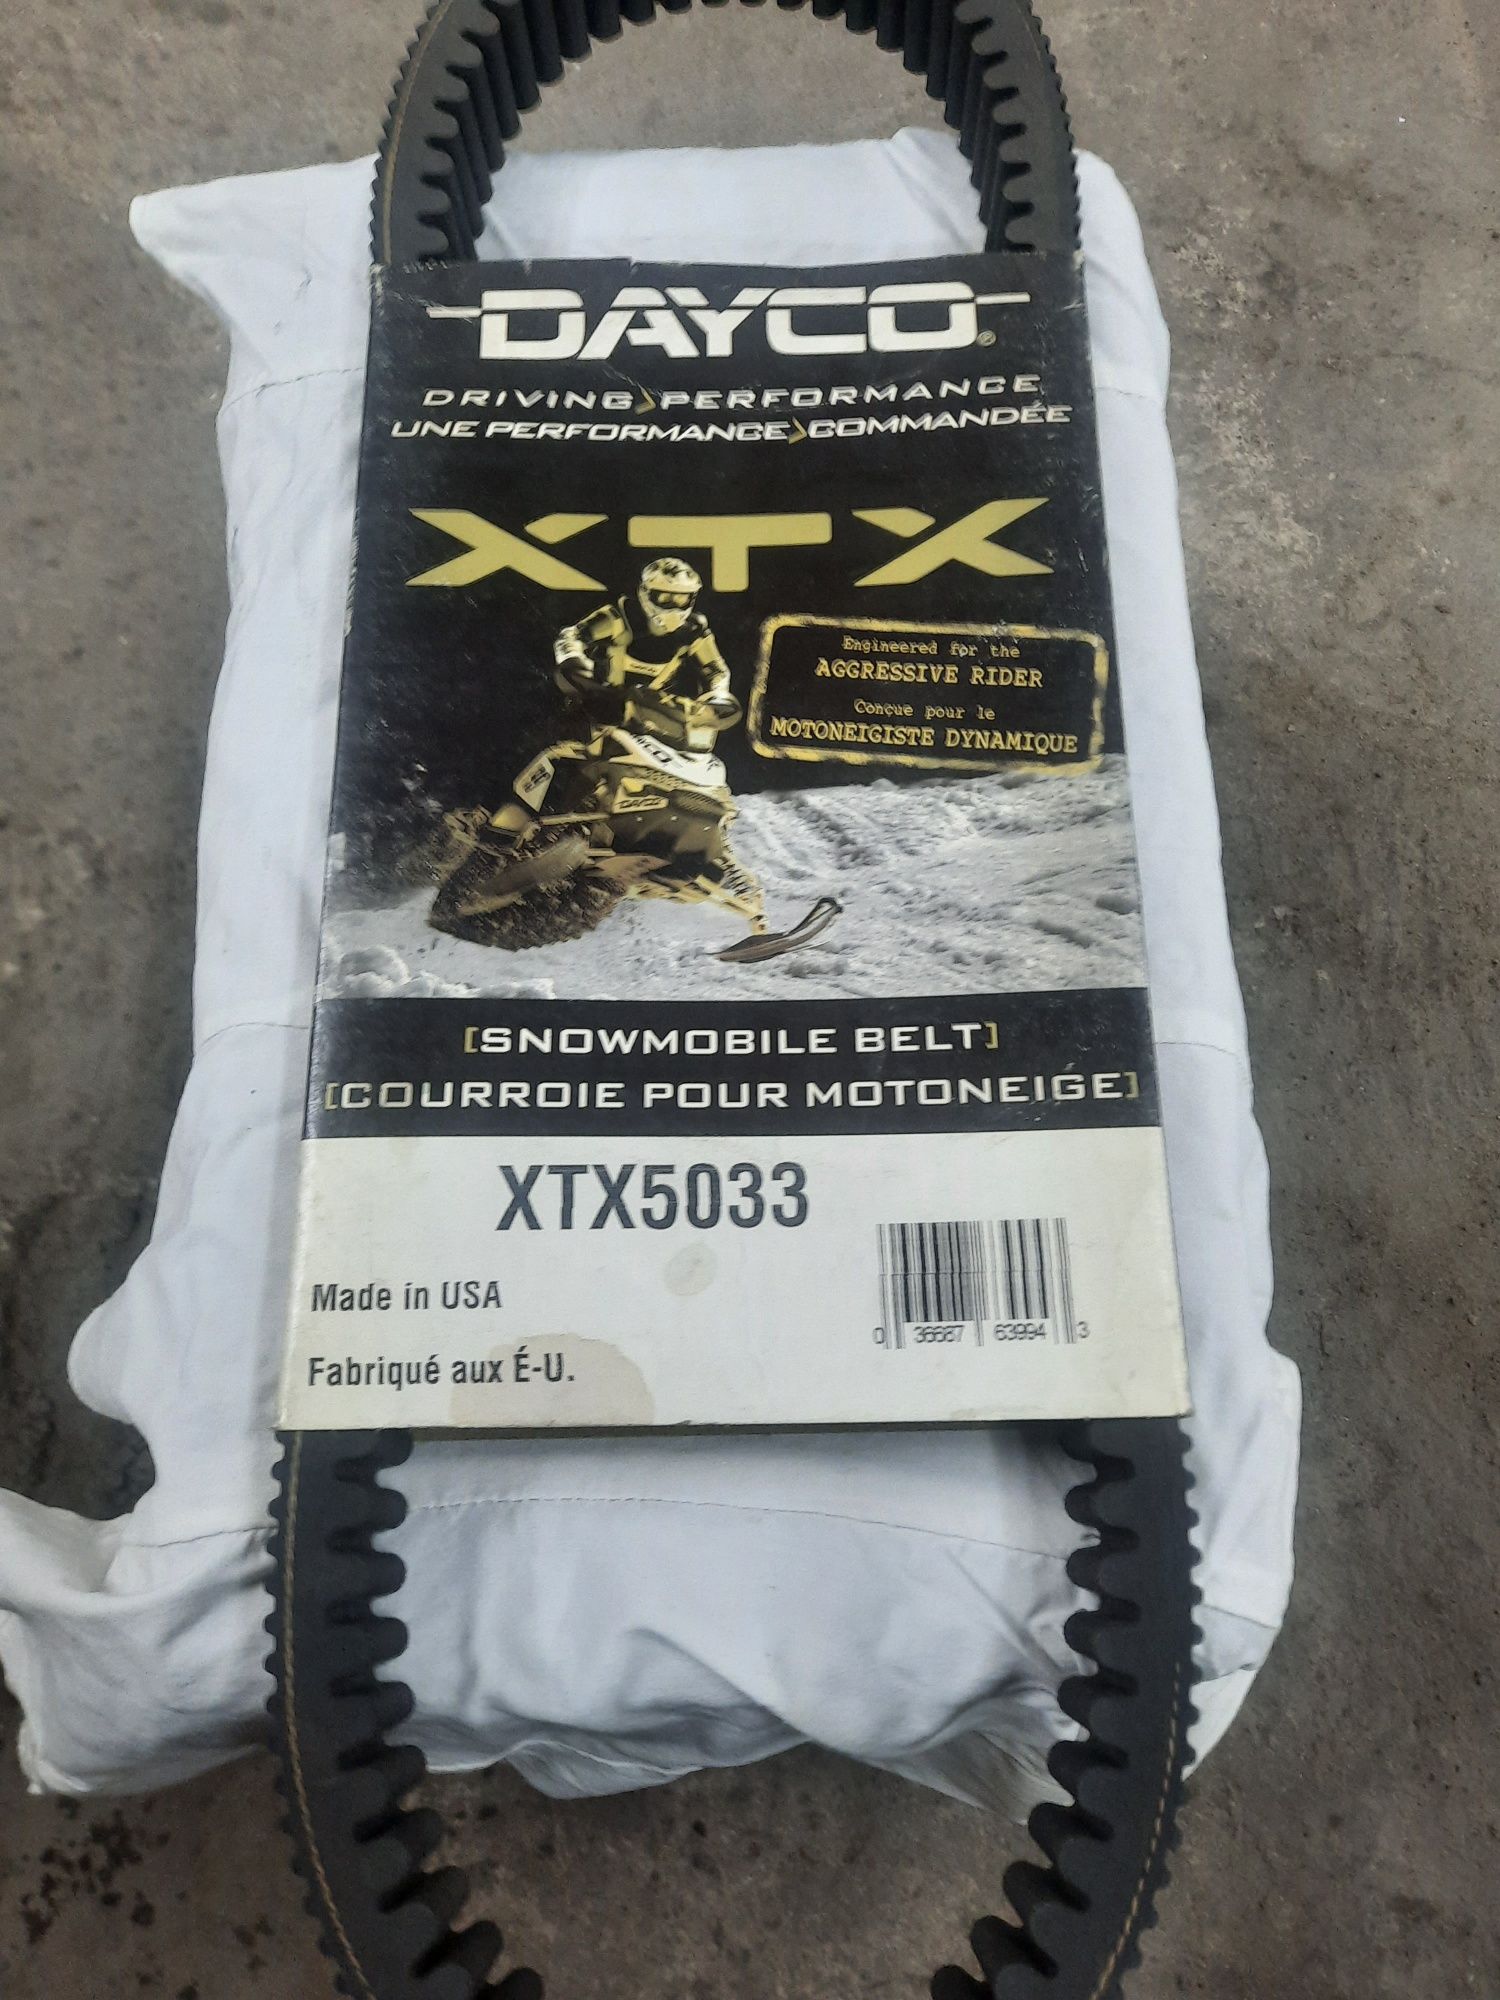 DAYCO®
DRIVING>PERFORMANCE
UNE PERFORMANCE>COMMANDÉE
XTX
Engineered for the
AGGRESSIVE RIDER
Conçue pour le
MOTONEIGISTE DYNAMIQUE
DAYCO
[SNOWMOBILE BELT]
[COURROIE POUR MOTONEIGE]
XTX5033
Made in USA
Fabriqué aux É-U.
0 36687 63994 3